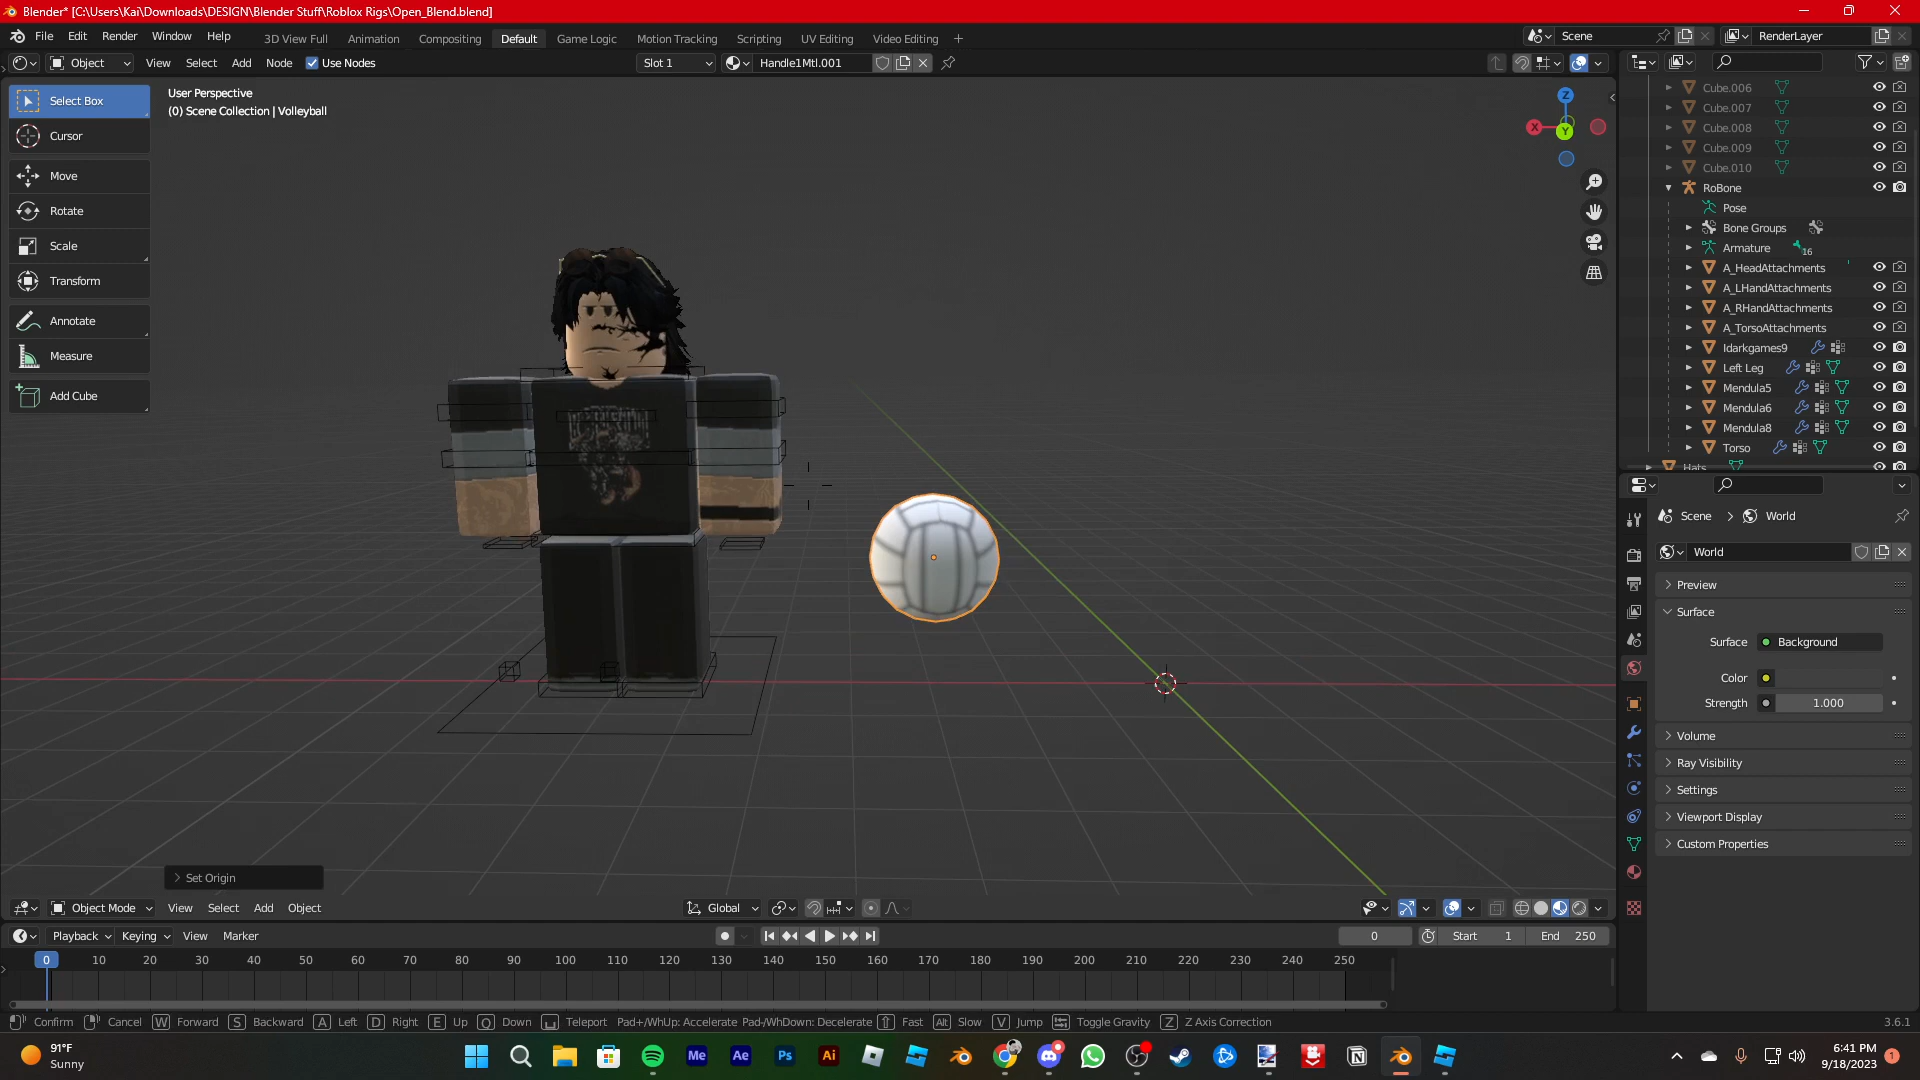 Blender* [C:\Users\Kai\Downloads\DESIGN\Blender Stuff\Roblox Rigs\Open_Blend.blend]
File Edit Render Window Help 3D View Full Animation Compositing Default Game Logic Motion Tracking Scripting UV Editing Video Editing + Scene RenderLayer
Object View Select Add Node Use Nodes Slot 1 Handle1Mtl.001
Select Box
Cursor
Move
Rotate
Scale
Transform
Annotate
Measure
Add Cube
User Perspective
(0) Scene Collection | Volleyball
Z
X
Y
Cube.006
Cube.007
Cube.008
Cube.009
Cube.010
RoBone
Pose
Bone Groups
Armature 16
A_HeadAttachments
A_LHandAttachments
A_RHandAttachments
A_TorsoAttachments
Idarkgames9
Left Leg
Mendula5
Mendula6
Mendula8
Torso
Hats
Scene > World
World
Preview
Surface
Surface Background
Color
Strength 1.000
Volume
Ray Visibility
Settings
Viewport Display
Custom Properties
> Set Origin
Object Mode View Select Add Object Global
Playback Keying View Marker 0 Start 1 End 250
0 10 20 30 40 50 60 70 80 90 100 110 120 130 140 150 160 170 180 190 200 210 220 230 240 250
Confirm Cancel W Forward S Backward A Left D Right E Up Q Down Teleport Pad+/WhUp: Accelerate Pad-/WhDown: Decelerate Fast Alt Slow V Jump Toggle Gravity Z Z Axis Correction 3.6.1
91°F
Sunny
Me Ae Ps Ai
6:41 PM
9/18/2023
1